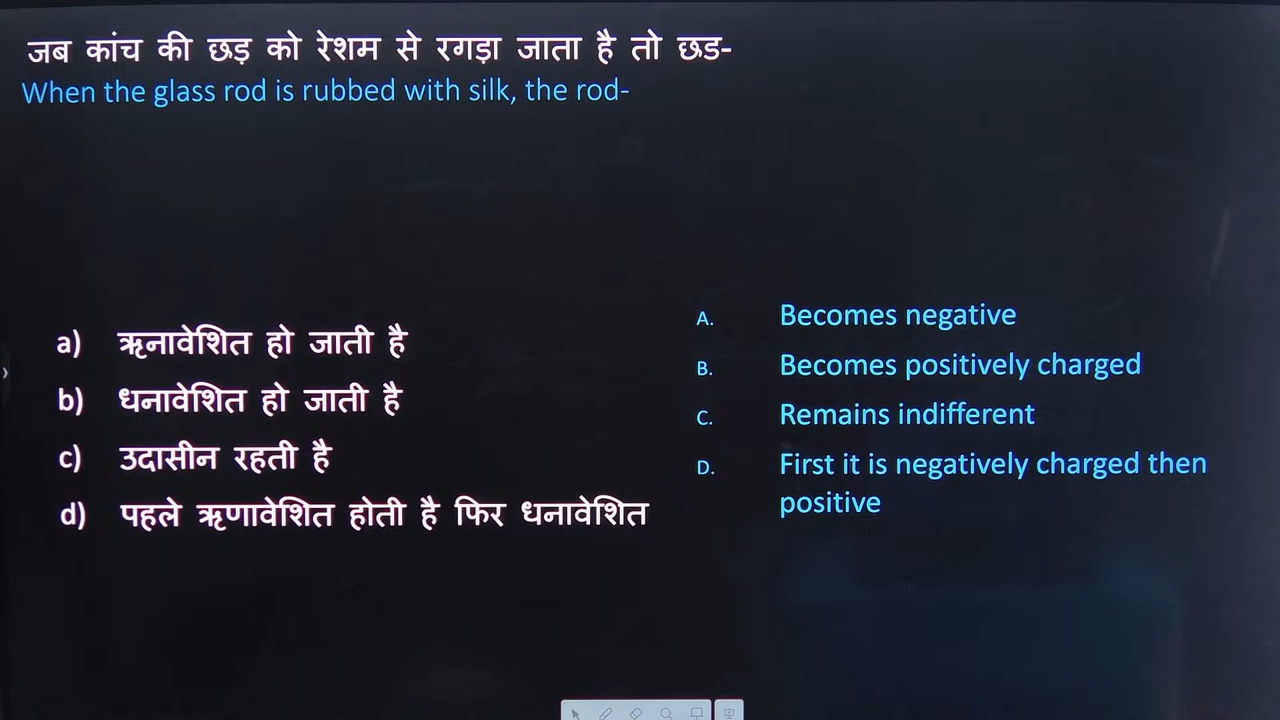 जब कांच की छड़ को रेशम से रगड़ा जाता है तो छड-
When the glass rod is rubbed with silk, the rod-
a) ऋनावेशित हो जाती है
b) धनावेशित हो जाती है
c) उदासीन रहती है
d) पहले ऋणावेशित होती है फिर धनावेशित
A. Becomes negative
B. Becomes positively charged
C. Remains indifferent
D. First it is negatively charged then
positive